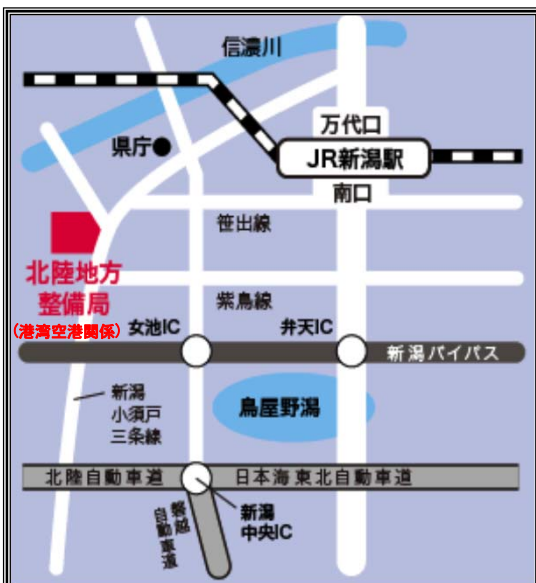 信濃川
万代口
県庁
JR新潟駅
南口
笹出線
北陸地方
整備局
(港湾空港関係)
紫鳥線
女池IC
弁天IC
新潟バイパス
新潟
小須戸
三条線
鳥屋野潟
北陸自動車道
日本海東北自動車道
磐越
自動車道
新潟
中央IC